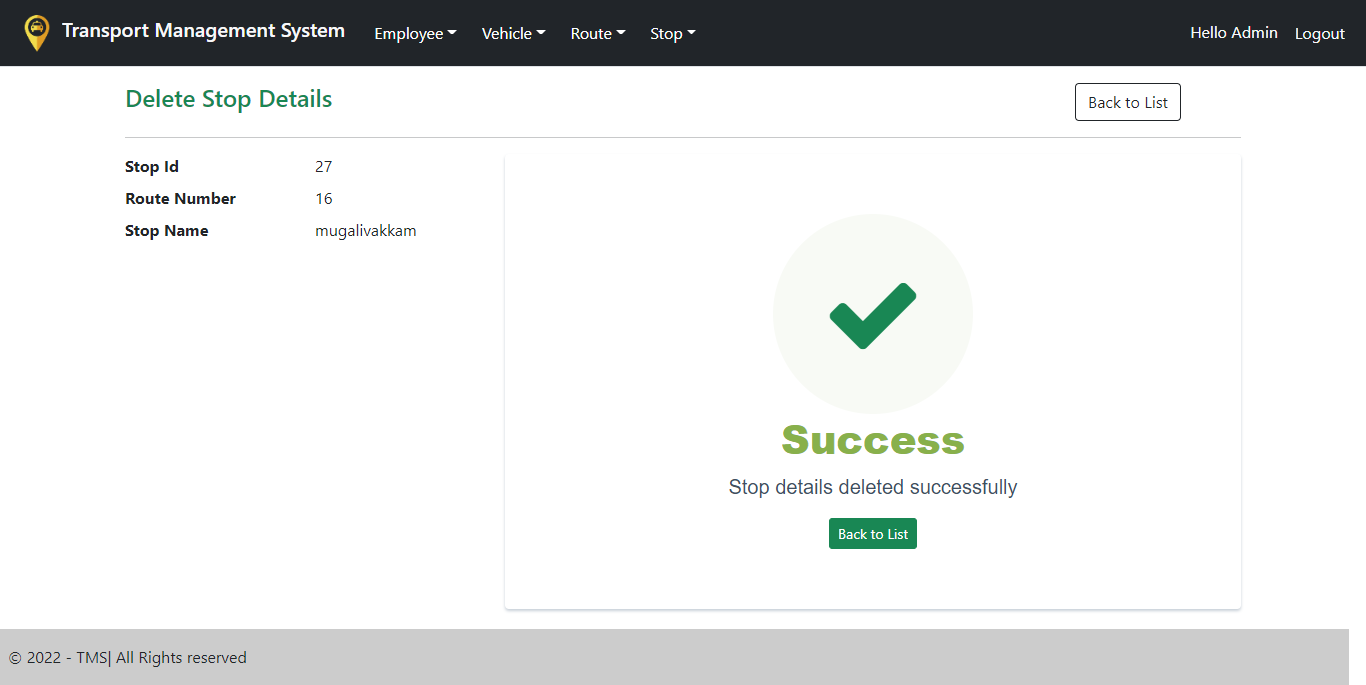 Transport Management System Employee Vehicle Route Stop Hello Admin Logout
Delete Stop Details Back to List
Stop Id 27
Route Number 16
Stop Name mugalivakkam
Success
Stop details deleted successfully
Back to List
© 2022 - TMS| All Rights reserved